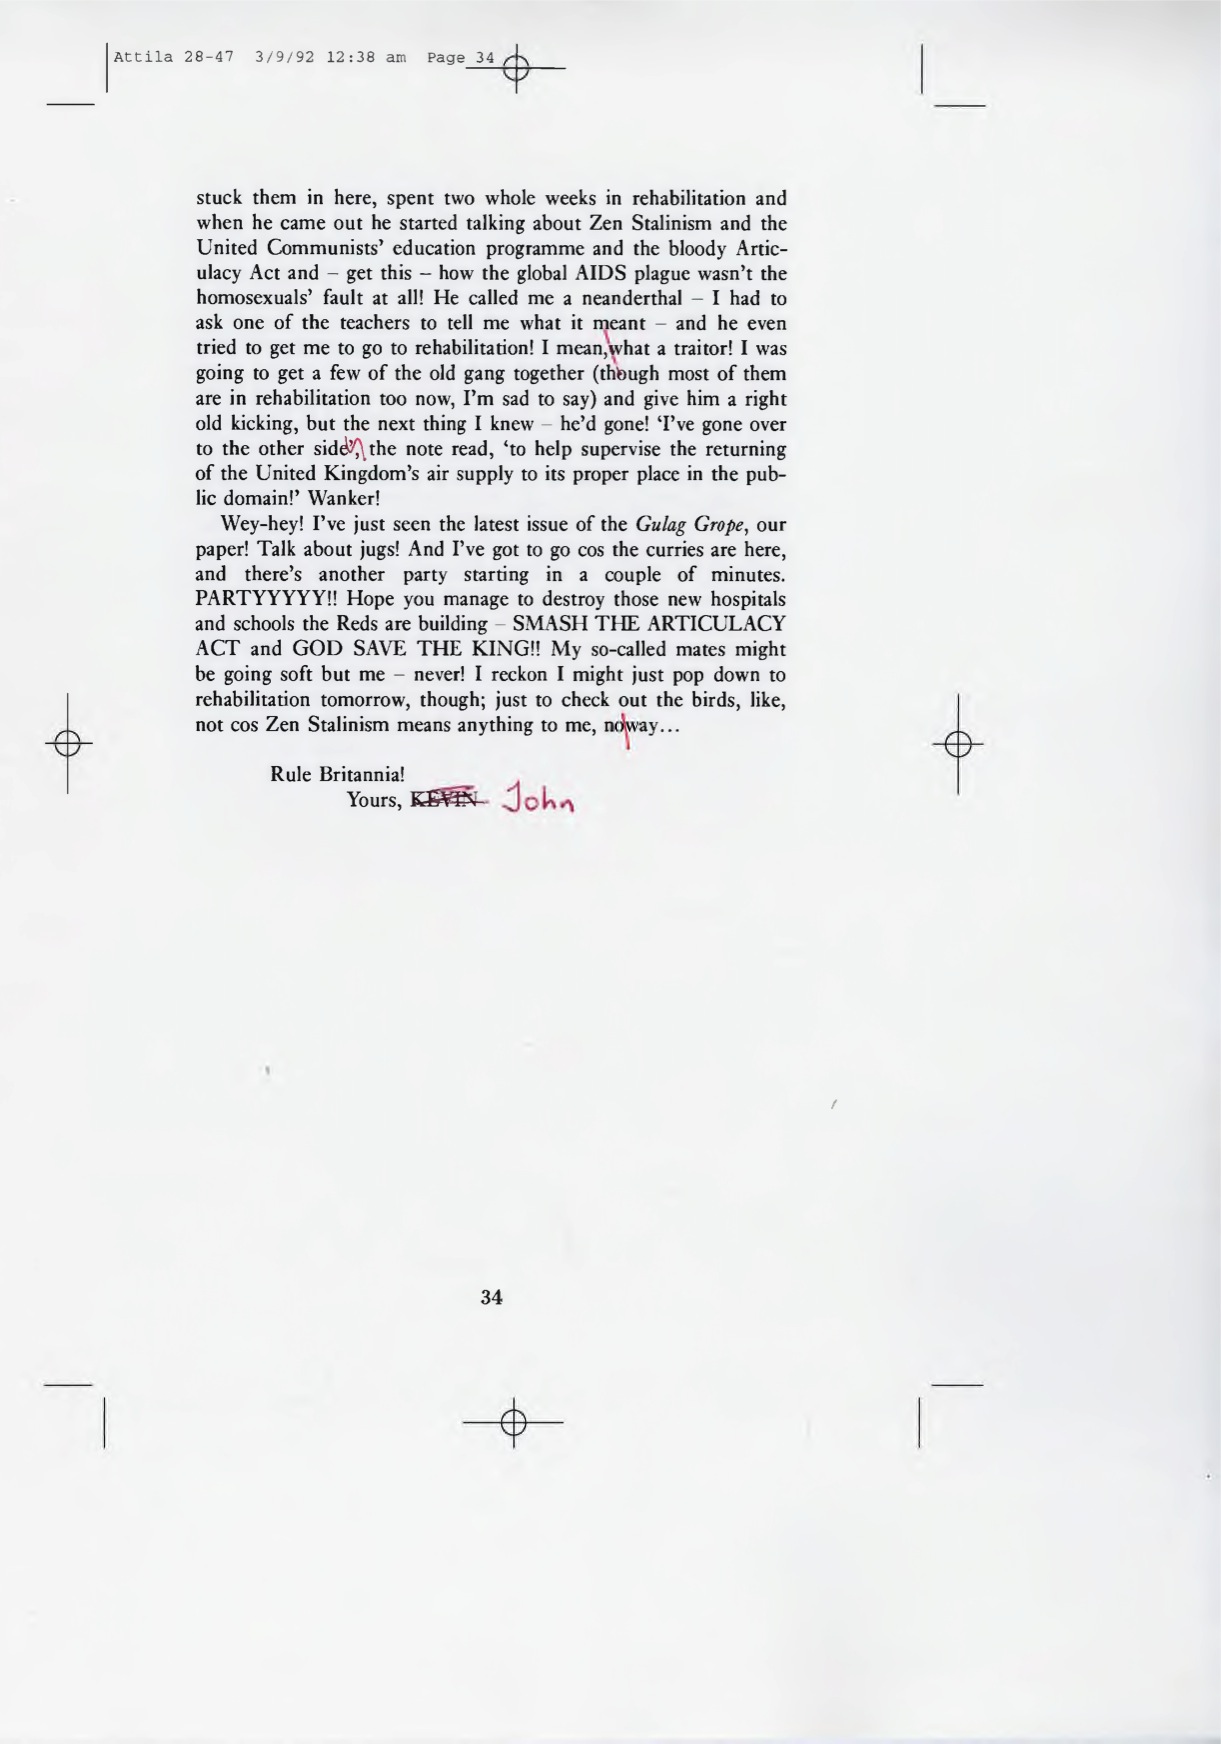 Attila 28-47 3/9/92 12:38 am Page 34
stuck them in here, spent two whole weeks in rehabilitation and
when he came out he started talking about Zen Stalinism and the
United Communists’ education programme and the bloody Artic-
ulacy Act and – get this – how the global AIDS plague wasn’t the
homosexuals’ fault at all! He called me a neanderthal – I had to
ask one of the teachers to tell me what it meant – and he even
tried to get me to go to rehabilitation! I mean,what a traitor! I was
going to get a few of the old gang together (though most of them
are in rehabilitation too now, I’m sad to say) and give him a right
old kicking, but the next thing I knew – he’d gone! ‘I’ve gone over
to the other side’, the note read, ‘to help supervise the returning
of the United Kingdom’s air supply to its proper place in the pub-
lic domain!’ Wanker!
Wey-hey! I’ve just seen the latest issue of the Gulag Grope, our
paper! Talk about jugs! And I’ve got to go cos the curries are here,
and there’s another party starting in a couple of minutes.
PARTYYYYY!! Hope you manage to destroy those new hospitals
and schools the Reds are building – SMASH THE ARTICULACY
ACT and GOD SAVE THE KING!! My so-called mates might
be going soft but me – never! I reckon I might just pop down to
rehabilitation tomorrow, though; just to check out the birds, like,
not cos Zen Stalinism means anything to me, noway...
Rule Britannia!
Yours, KEVIN John
34